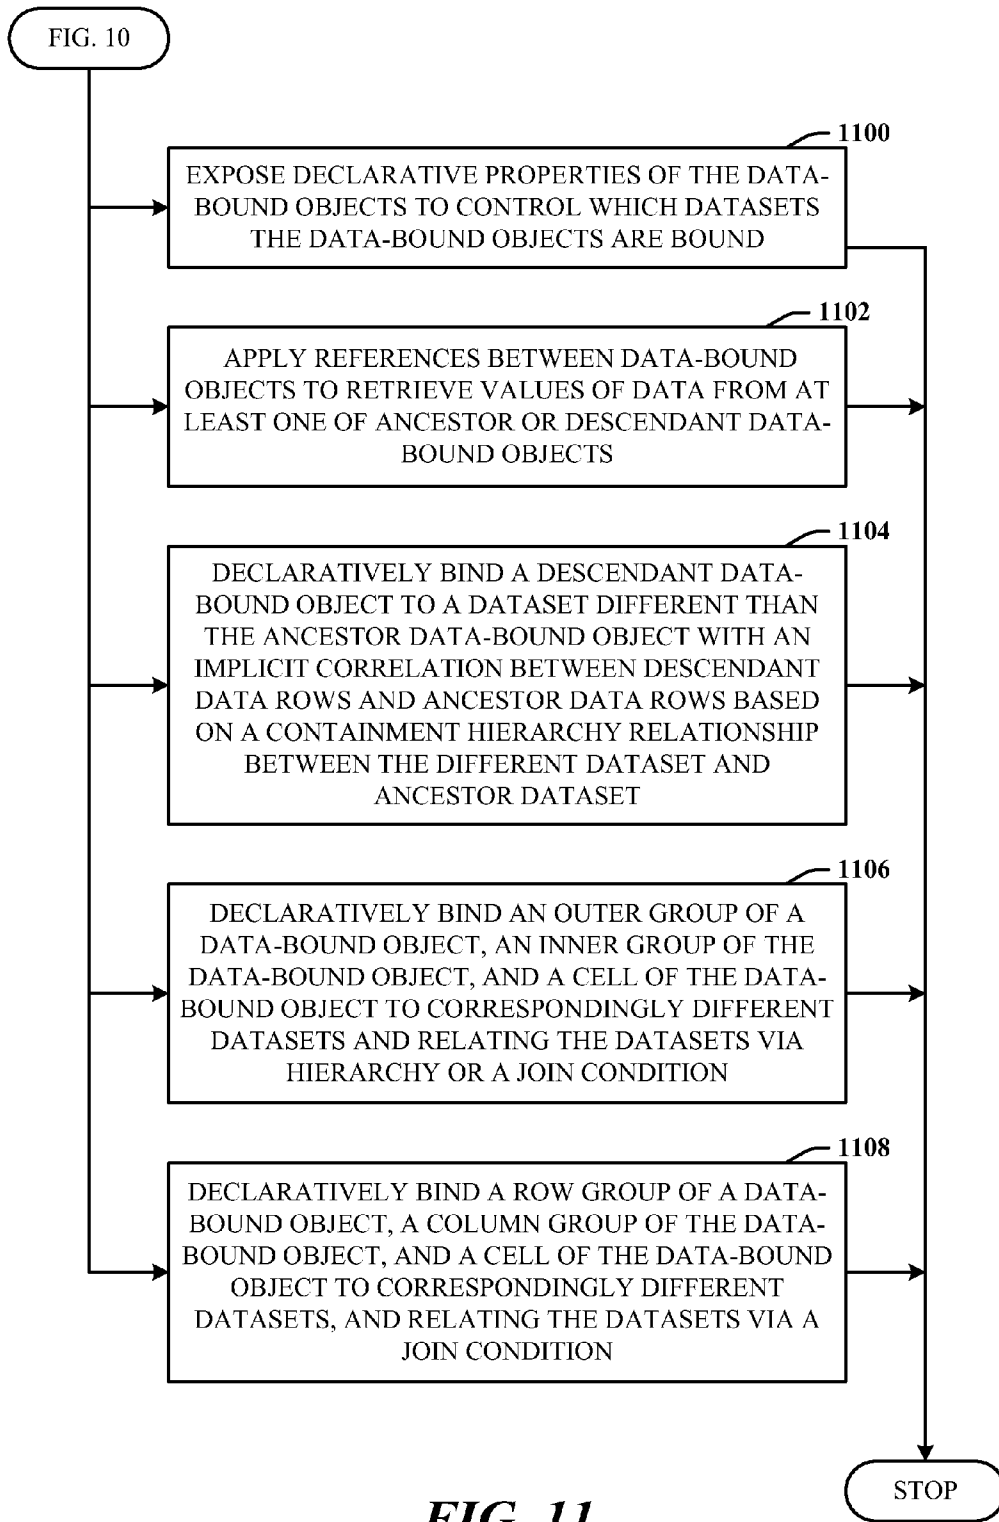 FIG. 10
1100
EXPOSE DECLARATIVE PROPERTIES OF THE DATA-
BOUND OBJECTS TO CONTROL WHICH DATASETS
THE DATA-BOUND OBJECTS ARE BOUND
1102
APPLY REFERENCES BETWEEN DATA-BOUND
OBJECTS TO RETRIEVE VALUES OF DATA FROM AT
LEAST ONE OF ANCESTOR OR DESCENDANT DATA-
BOUND OBJECTS
1104
DECLARATIVELY BIND A DESCENDANT DATA-
BOUND OBJECT TO A DATASET DIFFERENT THAN
THE ANCESTOR DATA-BOUND OBJECT WITH AN
IMPLICIT CORRELATION BETWEEN DESCENDANT
DATA ROWS AND ANCESTOR DATA ROWS BASED
ON A CONTAINMENT HIERARCHY RELATIONSHIP
BETWEEN THE DIFFERENT DATASET AND
ANCESTOR DATASET
1106
DECLARATIVELY BIND AN OUTER GROUP OF A
DATA-BOUND OBJECT, AN INNER GROUP OF THE
DATA-BOUND OBJECT, AND A CELL OF THE DATA-
BOUND OBJECT TO CORRESPONDINGLY DIFFERENT
DATASETS AND RELATING THE DATASETS VIA
HIERARCHY OR A JOIN CONDITION
1108
DECLARATIVELY BIND A ROW GROUP OF A DATA-
BOUND OBJECT, A COLUMN GROUP OF THE DATA-
BOUND OBJECT, AND A CELL OF THE DATA-BOUND
OBJECT TO CORRESPONDINGLY DIFFERENT
DATASETS, AND RELATING THE DATASETS VIA A
JOIN CONDITION
STOP
FIG. 11